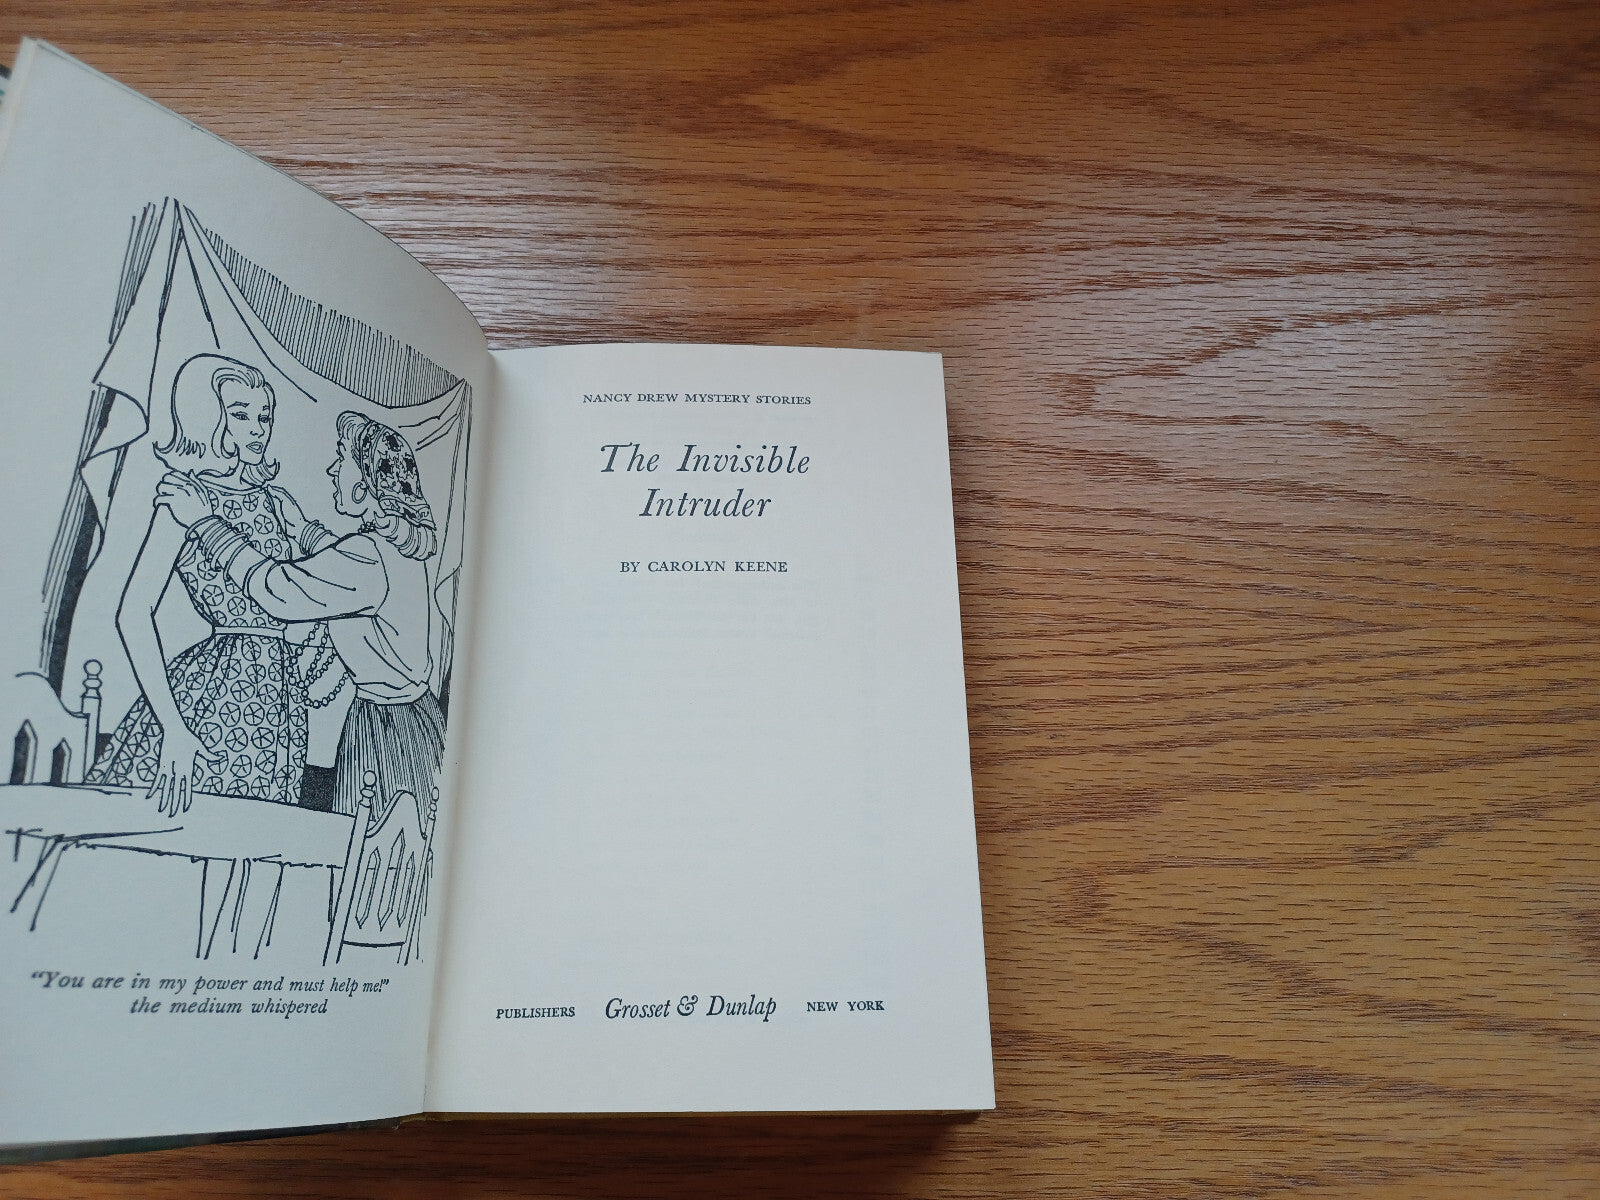 "You are in my power and must help me!"
the medium whispered
NANCY DREW MYSTERY STORIES
The Invisible
Intruder
BY CAROLYN KEENE
PUBLISHERS Grosset & Dunlap NEW YORK